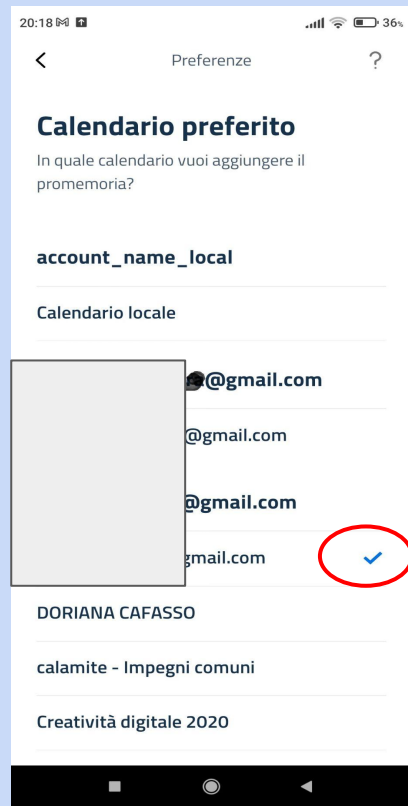 20:18 36%
Preferenze ?
Calendario preferito
In quale calendario vuoi aggiungere il
promemoria?
account_name_local
Calendario locale
@gmail.com
@gmail.com
@gmail.com
gmail.com
DORIANA CAFASSO
calamite - Impegni comuni
Creatività digitale 2020